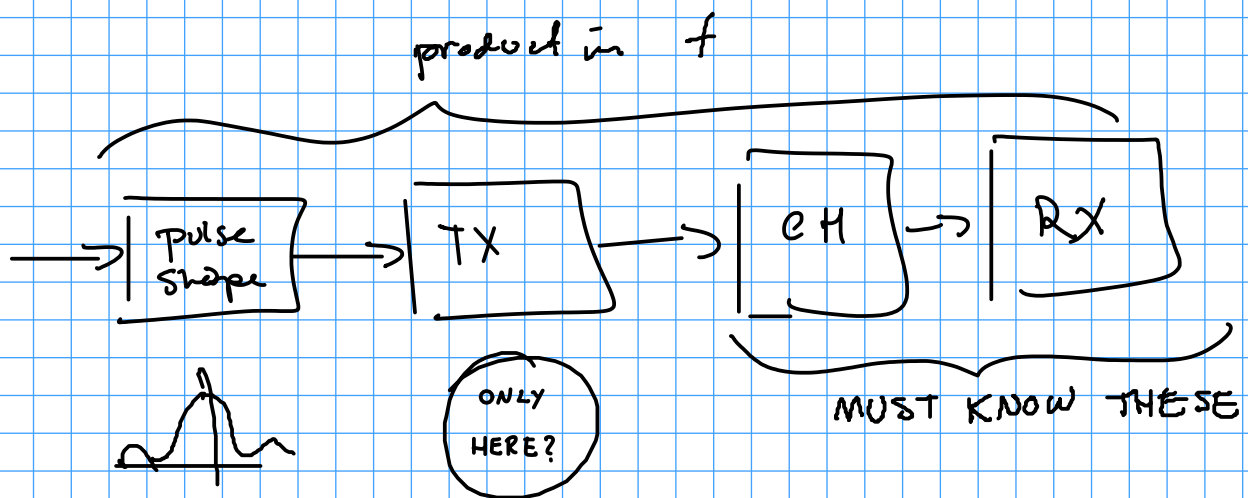 product in f
pulse
shape
TX
CH
RX
ONLY
HERE?
MUST KNOW THESE